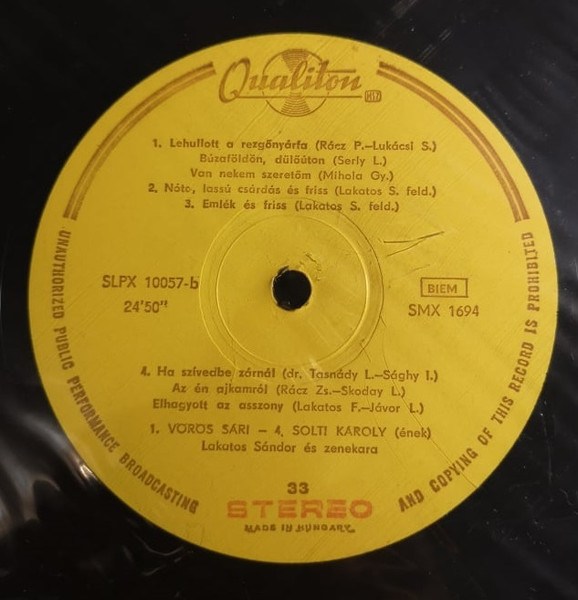 Qualiton
HLV
1. Lehullott a rezgőnyárfa (Rácz P.–Lukácsi S.)
Búzaföldön, dülőúton (Serly L.)
Van nekem szeretőm (Mihola Gy.)
2. Nóta, lassú csárdás és friss (Lakatos S. feld.)
3. Emlék és friss (Lakatos S. feld.)
SLPX 10057-b
24'50"
BIEM
SMX 1694
4. Ha szívedbe zárnál (dr. Tasnády L.–Sághy I.)
Az én ajkamról (Rácz Zs.–Skoday L.)
Elhagyott az asszony (Lakatos F.–Jávor L.)
1. VÖRÖS SÁRI – 4. SOLTI KÁROLY (ének)
Lakatos Sándor és zenekara
33
STEREO
MADE IN HUNGARY
UNAUTHORIZED PUBLIC PERFORMANCE BROADCASTING AND COPYING OF THIS RECORD IS PROHIBITED